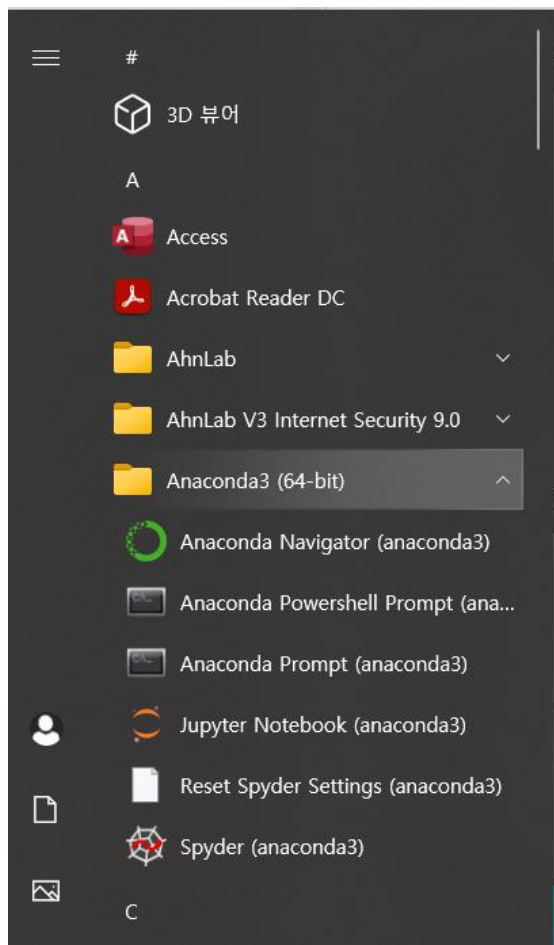 #
3D 뷰어
A
Access
Acrobat Reader DC
AhnLab
AhnLab V3 Internet Security 9.0
Anaconda3 (64-bit)
Anaconda Navigator (anaconda3)
Anaconda Powershell Prompt (ana...
Anaconda Prompt (anaconda3)
Jupyter Notebook (anaconda3)
Reset Spyder Settings (anaconda3)
Spyder (anaconda3)
C